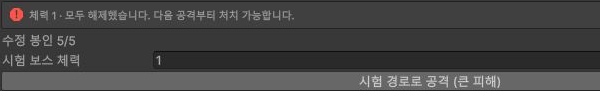 체력 1 · 모두 해제했습니다. 다음 공격부터 처치 가능합니다.
수정 봉인 5/5
시험 보스 체력 1
시험 경로로 공격 (큰 피해)